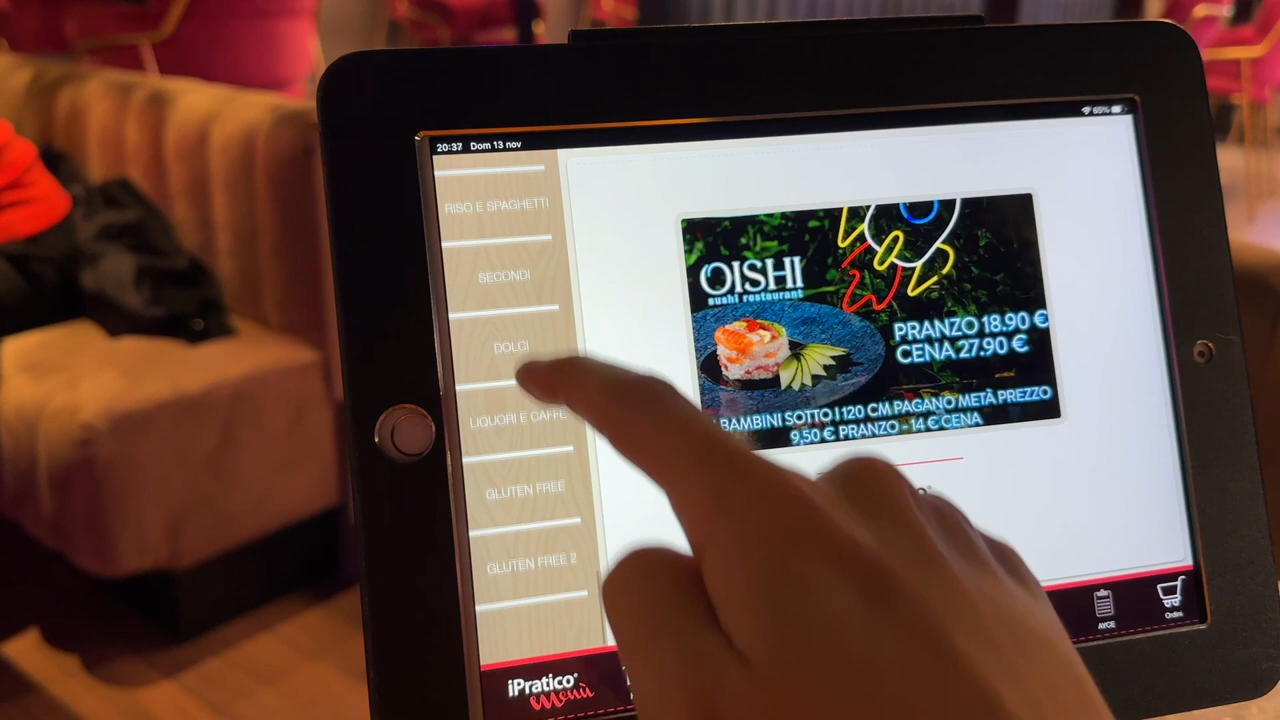 20:37 Dom 13 nov
65%
RISO E SPAGHETTI
SECONDI
DOLCI
LIQUORI E CAFFE
GLUTEN FREE
GLUTEN FREE 2
OISHI
sushi restaurant
PRANZO 18.90 €
CENA 27.90 €
BAMBINI SOTTO I 120 CM PAGANO METÀ PREZZO
9,50 € PRANZO - 14 € CENA
iPratico®
Menù
AYCE
Ordini